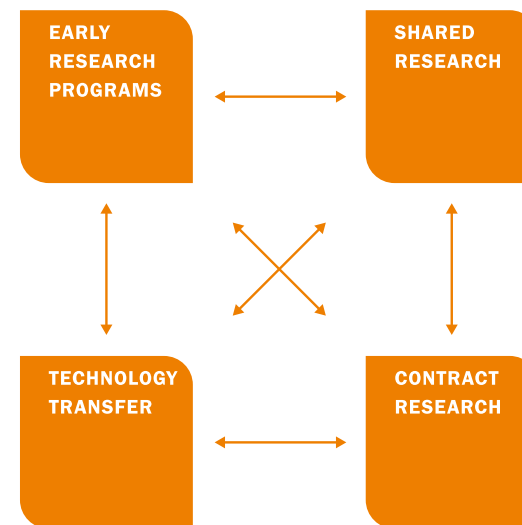 EARLY
RESEARCH
PROGRAMS
SHARED
RESEARCH
TECHNOLOGY
TRANSFER
CONTRACT
RESEARCH